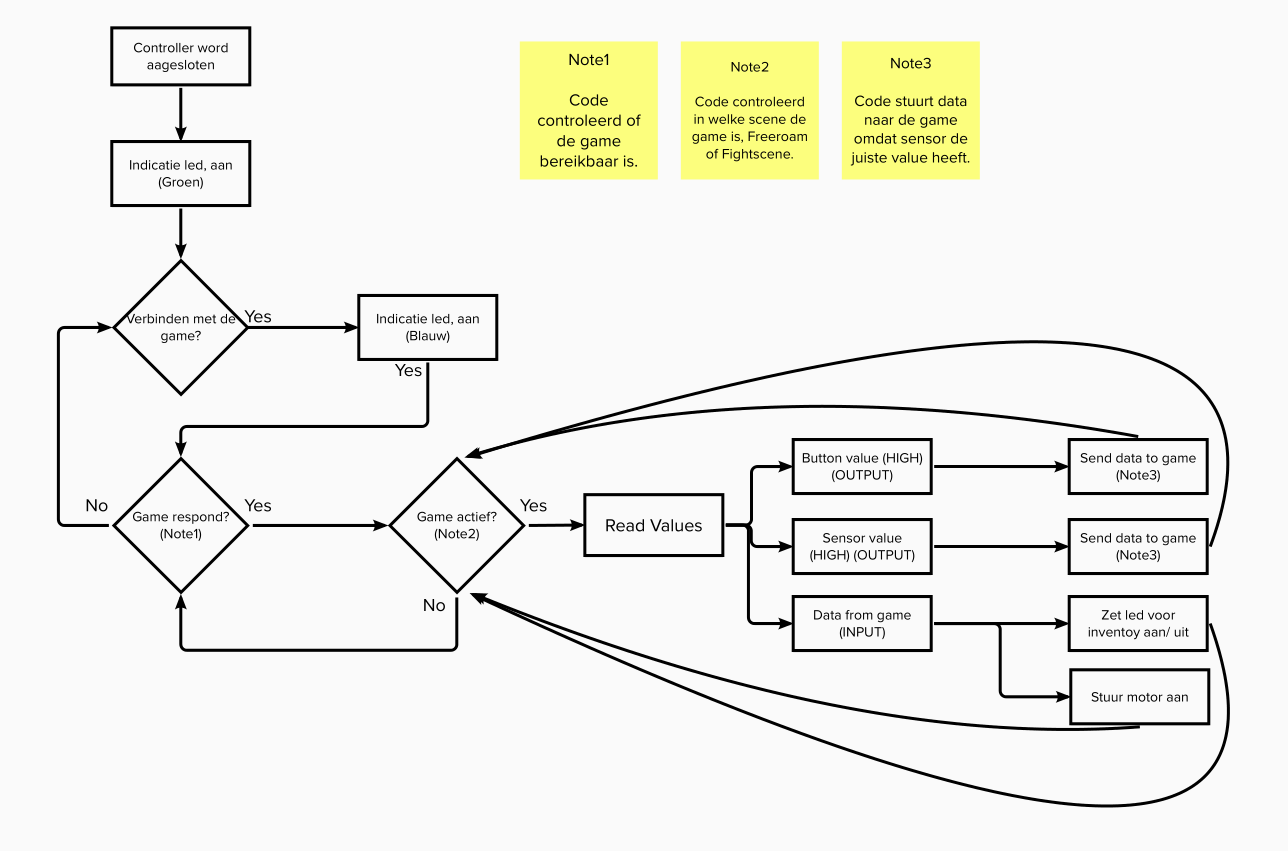 Controller word
aagesloten
Note1
Code
controleerd of
de game
bereikbaar is.
Note2
Code controleerd
in welke scene de
game is, Freeroam
of Fightscene.
Note3
Code stuurt data
naar de game
omdat sensor de
juiste value heeft.
Indicatie led, aan
(Groen)
Verbinden met de
game?
Yes
Indicatie led, aan
(Blauw)
Yes
No
Game respond?
(Note1)
Yes
Game actief?
(Note2)
Yes
No
Read Values
Button value (HIGH)
(OUTPUT)
Send data to game
(Note3)
Sensor value
(HIGH) (OUTPUT)
Send data to game
(Note3)
Data from game
(INPUT)
Zet led voor
inventoy aan/ uit
Stuur motor aan